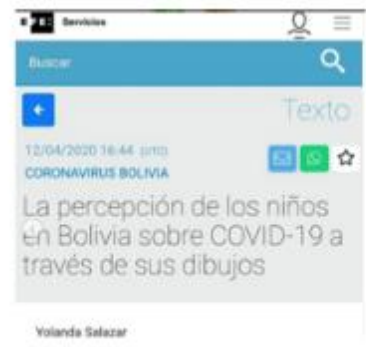 EFE: Servicios
Buscar
Texto
12/04/2020 16:44
CORONAVIRUS BOLIVIA
La percepción de los niños
en Bolivia sobre COVID-19 a
través de sus dibujos
Yolanda Salazar